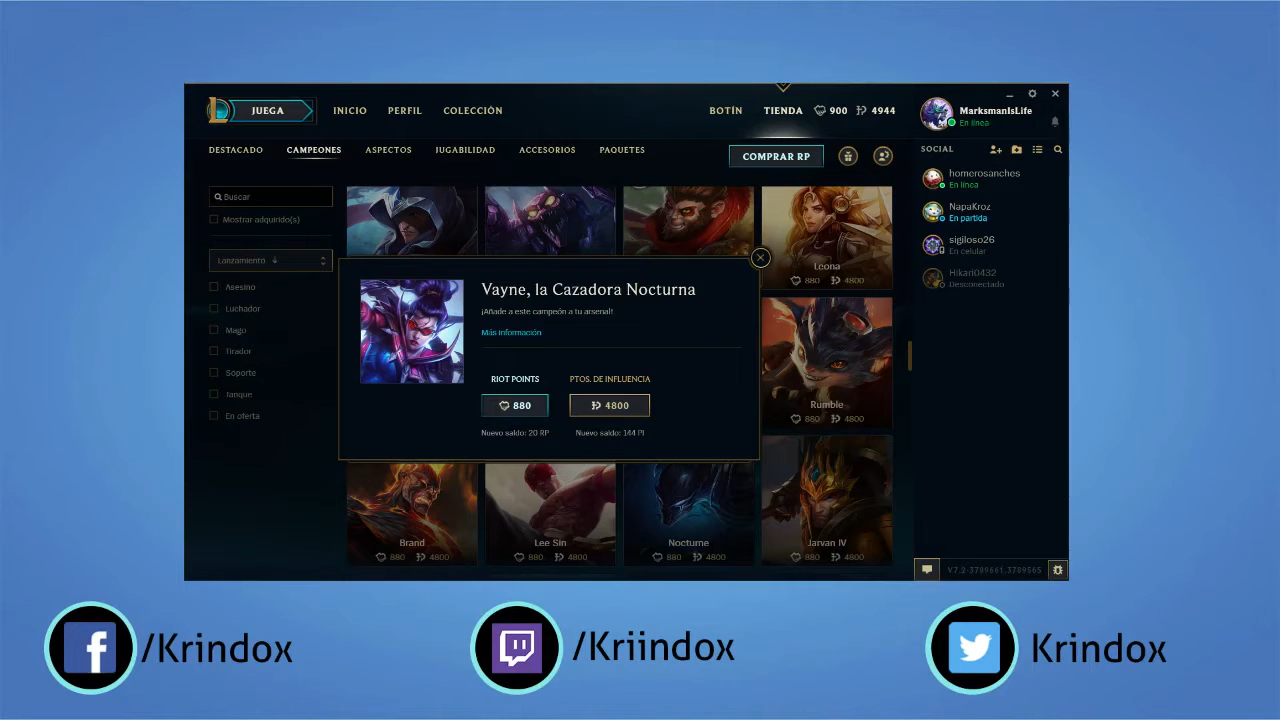 JUEGA
INICIO
PERFIL
COLECCIÓN
BOTÍN
TIENDA
900
4944
MarksmanIsLife
En línea
DESTACADO
CAMPEONES
ASPECTOS
JUGABILIDAD
ACCESORIOS
PAQUETES
COMPRAR RP
SOCIAL
Buscar
Mostrar adquirido(s)
Lanzamiento
Asesino
Luchador
Mago
Tirador
Soporte
Tanque
En oferta
Leona
880 4800
Vayne, la Cazadora Nocturna
¡Añade a este campeón a tu arsenal!
Más información
RIOT POINTS
PTOS. DE INFLUENCIA
880
4800
Nuevo saldo: 20 RP
Nuevo saldo: 144 PI
Rumble
880 4800
Brand
880 4800
Lee Sin
880 4800
Nocturne
880 4800
Jarvan IV
880 4800
homerosanches
En línea
NapaKroz
En partida
sigiloso26
En celular
Hikari0432
Desconectado
V7.2-3789661.3789565
/Krindox
/Kriindox
Krindox